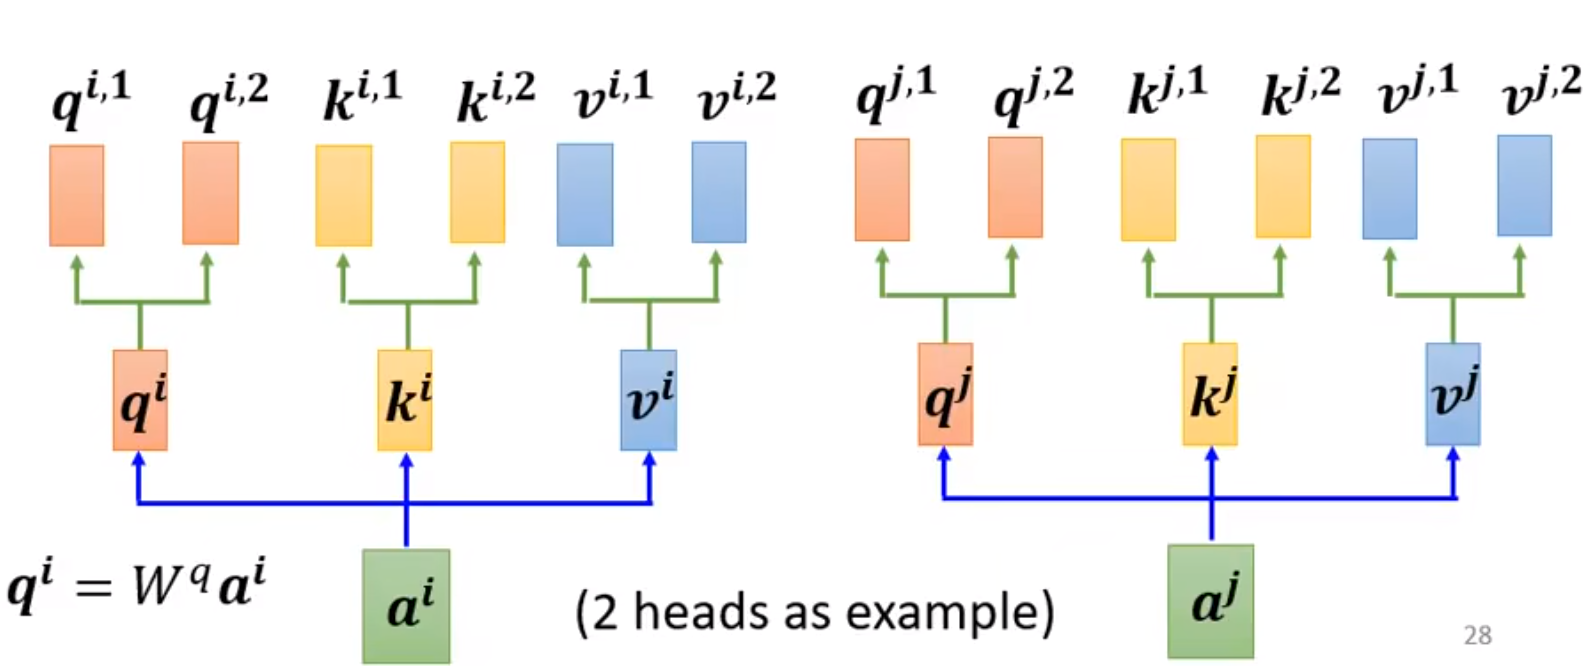 q^{i,1} q^{i,2} k^{i,1} k^{i,2} v^{i,1} v^{i,2} q^{j,1} q^{j,2} k^{j,1} k^{j,2} v^{j,1} v^{j,2}
q^i k^i v^i q^j k^j v^j
q^i = W^q a^i
a^i
(2 heads as example)
a^j
28